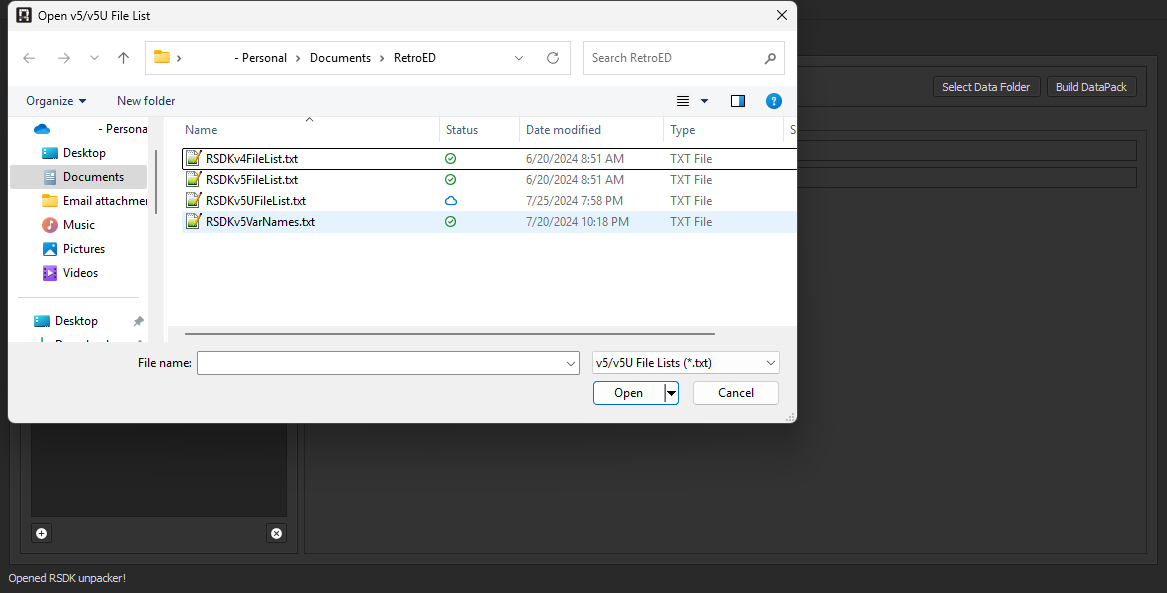 Open v5/v5U File List
- Personal > Documents > RetroED
Search RetroED
Select Data Folder
Build DataPack
Organize
New folder
- Persona
Desktop
Documents
Email attachmer
Music
Pictures
Videos
Desktop
Name Status Date modified Type S
RSDKv4FileList.txt 6/20/2024 8:51 AM TXT File
RSDKv5FileList.txt 6/20/2024 8:51 AM TXT File
RSDKv5UFileList.txt 7/25/2024 7:58 PM TXT File
RSDKv5VarNames.txt 7/20/2024 10:18 PM TXT File
File name:
v5/v5U File Lists (*.txt)
Open
Cancel
Opened RSDK unpacker!